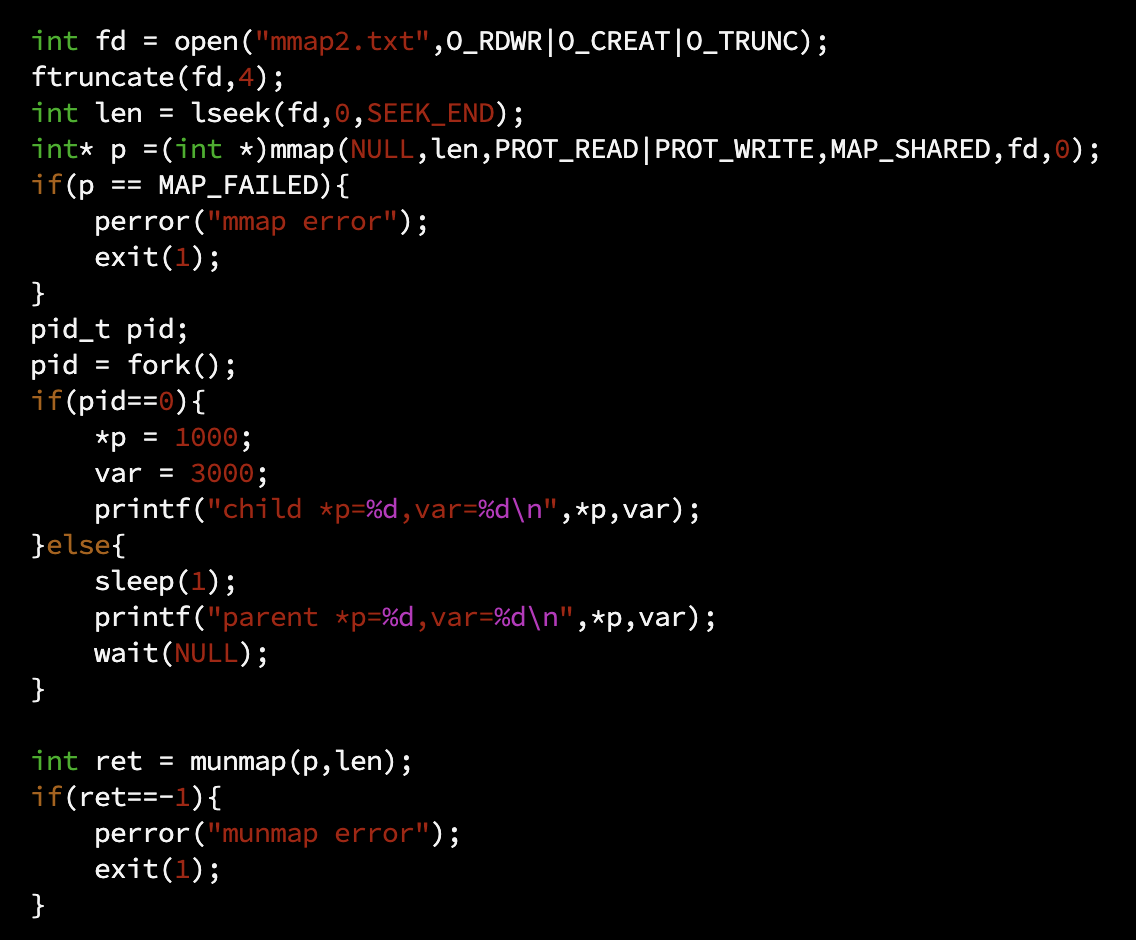 int fd = open("mmap2.txt",O_RDWR|O_CREAT|O_TRUNC);
ftruncate(fd,4);
int len = lseek(fd,0,SEEK_END);
int* p =(int *)mmap(NULL,len,PROT_READ|PROT_WRITE,MAP_SHARED,fd,0);
if(p == MAP_FAILED){
    perror("mmap error");
    exit(1);
}
pid_t pid;
pid = fork();
if(pid==0){
    *p = 1000;
    var = 3000;
    printf("child *p=%d,var=%d\n",*p,var);
}else{
    sleep(1);
    printf("parent *p=%d,var=%d\n",*p,var);
    wait(NULL);
}

int ret = munmap(p,len);
if(ret==-1){
    perror("munmap error");
    exit(1);
}